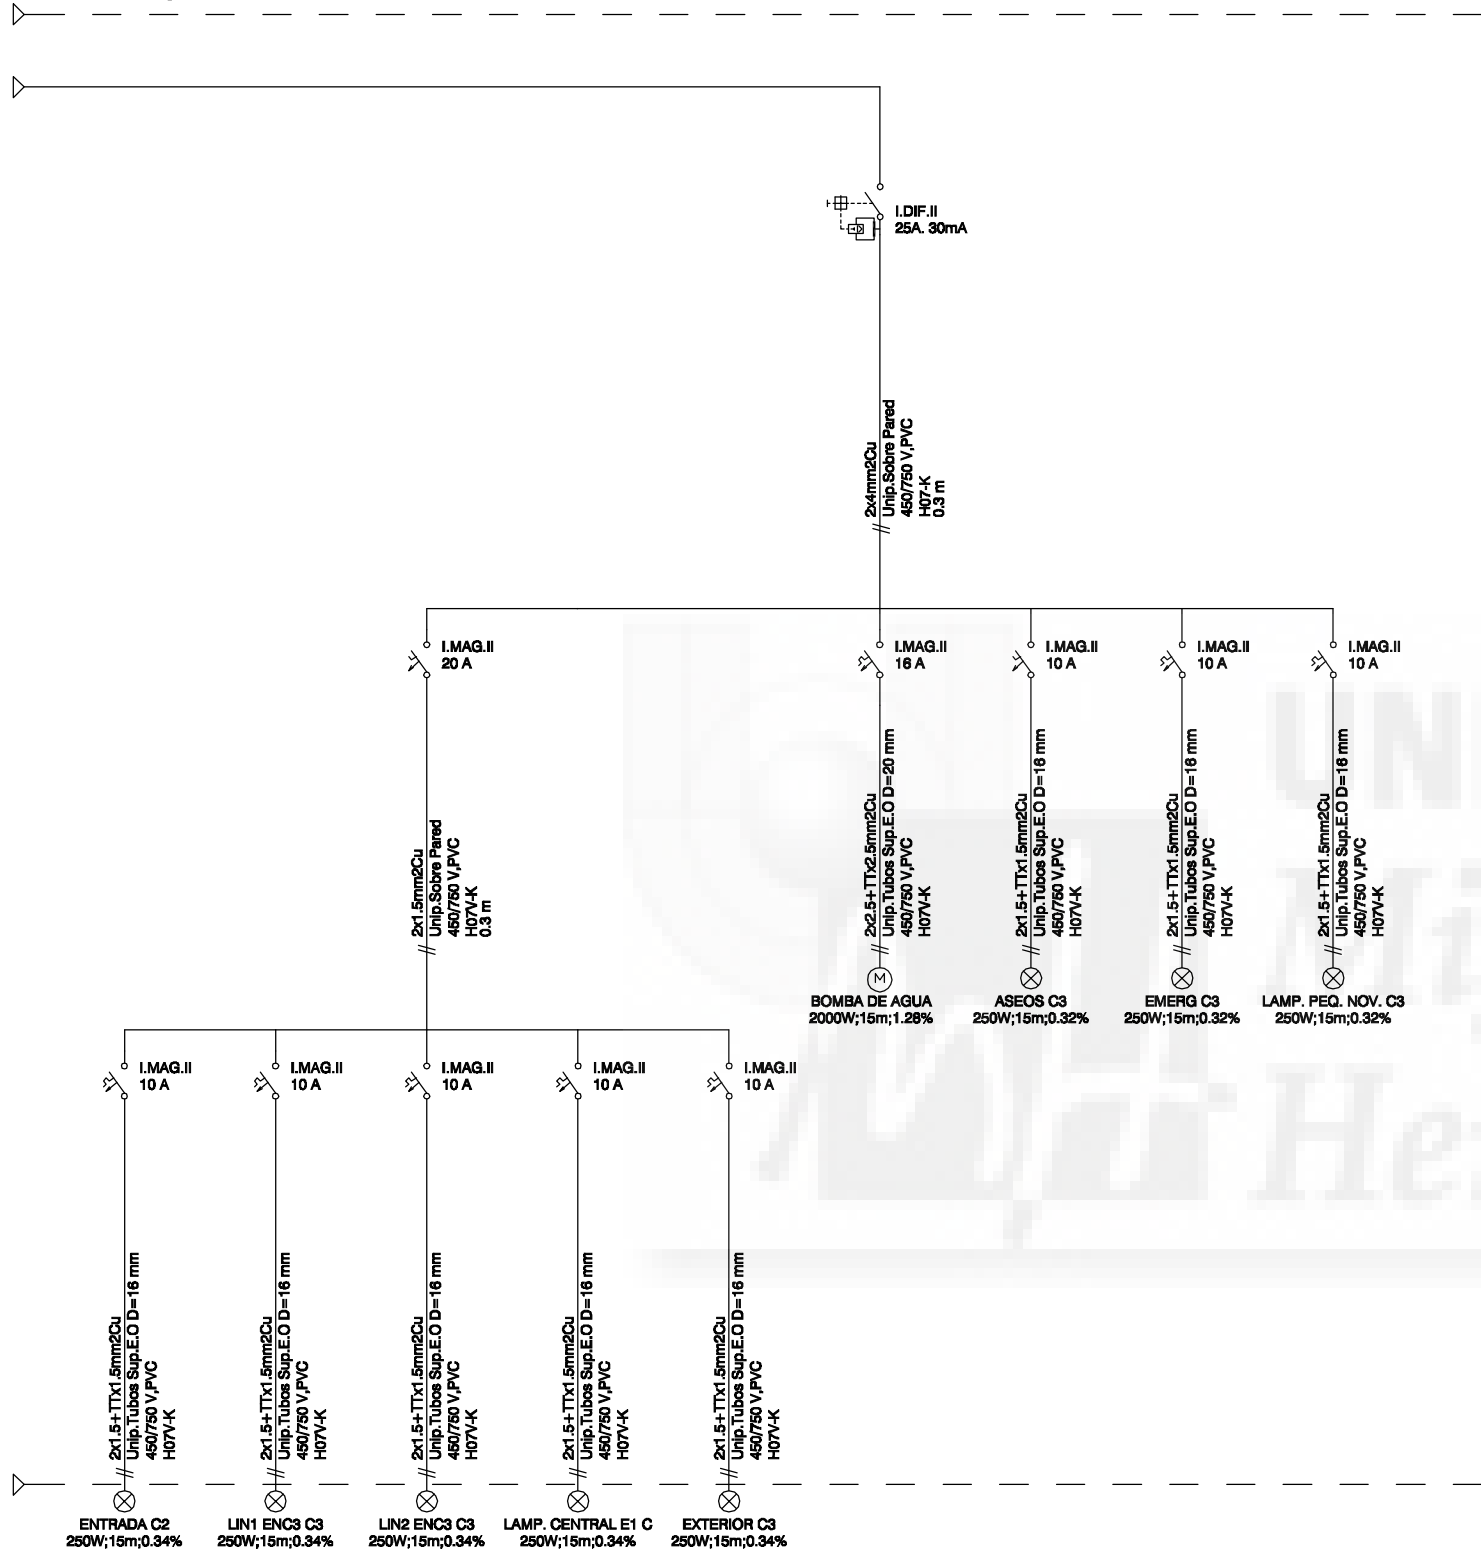 I.DIF.II
25A. 30mA
2x4mm2Cu
Unip.Sobre Pared
450/750 V,PVC
H07-K
0.3 m
I.MAG.II
20 A
I.MAG.II
16 A
I.MAG.II
10 A
I.MAG.II
10 A
I.MAG.II
10 A
2x1.5mm2Cu
Unip.Sobre Pared
450/750 V,PVC
H07V-K
0.3 m
2x2.5+TTx2.5mm2Cu
Unip.Tubos Sup.E.O D=20 mm
450/750 V,PVC
H07V-K
2x1.5+TTx1.5mm2Cu
Unip.Tubos Sup.E.O D=16 mm
450/750 V,PVC
H07V-K
2x1.5+TTx1.5mm2Cu
Unip.Tubos Sup.E.O D=16 mm
450/750 V,PVC
H07V-K
2x1.5+TTx1.5mm2Cu
Unip.Tubos Sup.E.O D=16 mm
450/750 V,PVC
H07V-K
M
BOMBA DE AGUA
2000W;15m;1.28%
ASEOS C3
250W;15m;0.32%
EMERG C3
250W;15m;0.32%
LAMP. PEQ. NOV. C3
250W;15m;0.32%
I.MAG.II
10 A
I.MAG.II
10 A
I.MAG.II
10 A
I.MAG.II
10 A
I.MAG.II
10 A
2x1.5+TTx1.5mm2Cu
Unip.Tubos Sup.E.O D=16 mm
450/750 V,PVC
H07V-K
2x1.5+TTx1.5mm2Cu
Unip.Tubos Sup.E.O D=16 mm
450/750 V,PVC
H07V-K
2x1.5+TTx1.5mm2Cu
Unip.Tubos Sup.E.O D=16 mm
450/750 V,PVC
H07V-K
2x1.5+TTx1.5mm2Cu
Unip.Tubos Sup.E.O D=16 mm
450/750 V,PVC
H07V-K
2x1.5+TTx1.5mm2Cu
Unip.Tubos Sup.E.O D=16 mm
450/750 V,PVC
H07V-K
ENTRADA C2
250W;15m;0.34%
LIN1 ENC3 C3
250W;15m;0.34%
LIN2 ENC3 C3
250W;15m;0.34%
LAMP. CENTRAL E1 C
250W;15m;0.34%
EXTERIOR C3
250W;15m;0.34%
UN
Mi
He